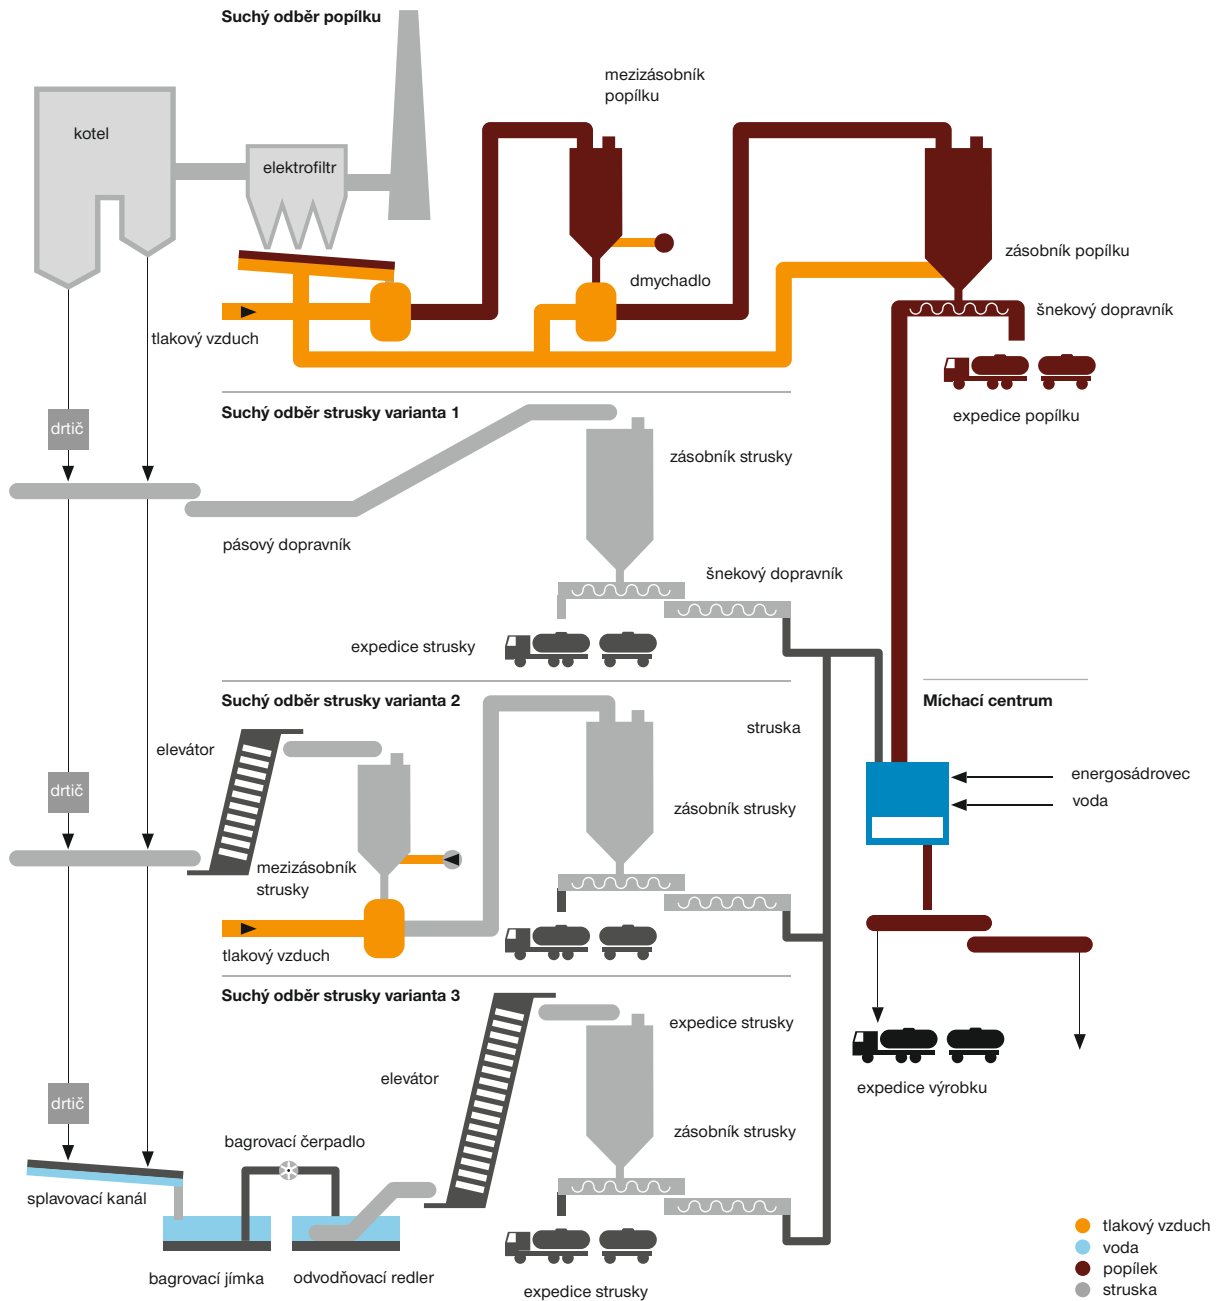 Suchý odběr popílku
mezizásobník
popílku
kotel
elektrofiltr
zásobník popílku
dmychadlo
šnekový dopravník
tlakový vzduch
expedice popílku
Suchý odběr strusky varianta 1
drtič
zásobník strusky
pásový dopravník
šnekový dopravník
expedice strusky
Suchý odběr strusky varianta 2
Míchací centrum
struska
elevátor
energosádrovec
drtič
voda
zásobník strusky
mezizásobník
strusky
tlakový vzduch
Suchý odběr strusky varianta 3
expedice strusky
elevátor
expedice výrobku
drtič
zásobník strusky
bagrovací čerpadlo
splavovací kanál
bagrovací jímka
odvodňovací redler
expedice strusky
tlakový vzduch
voda
popílek
struska